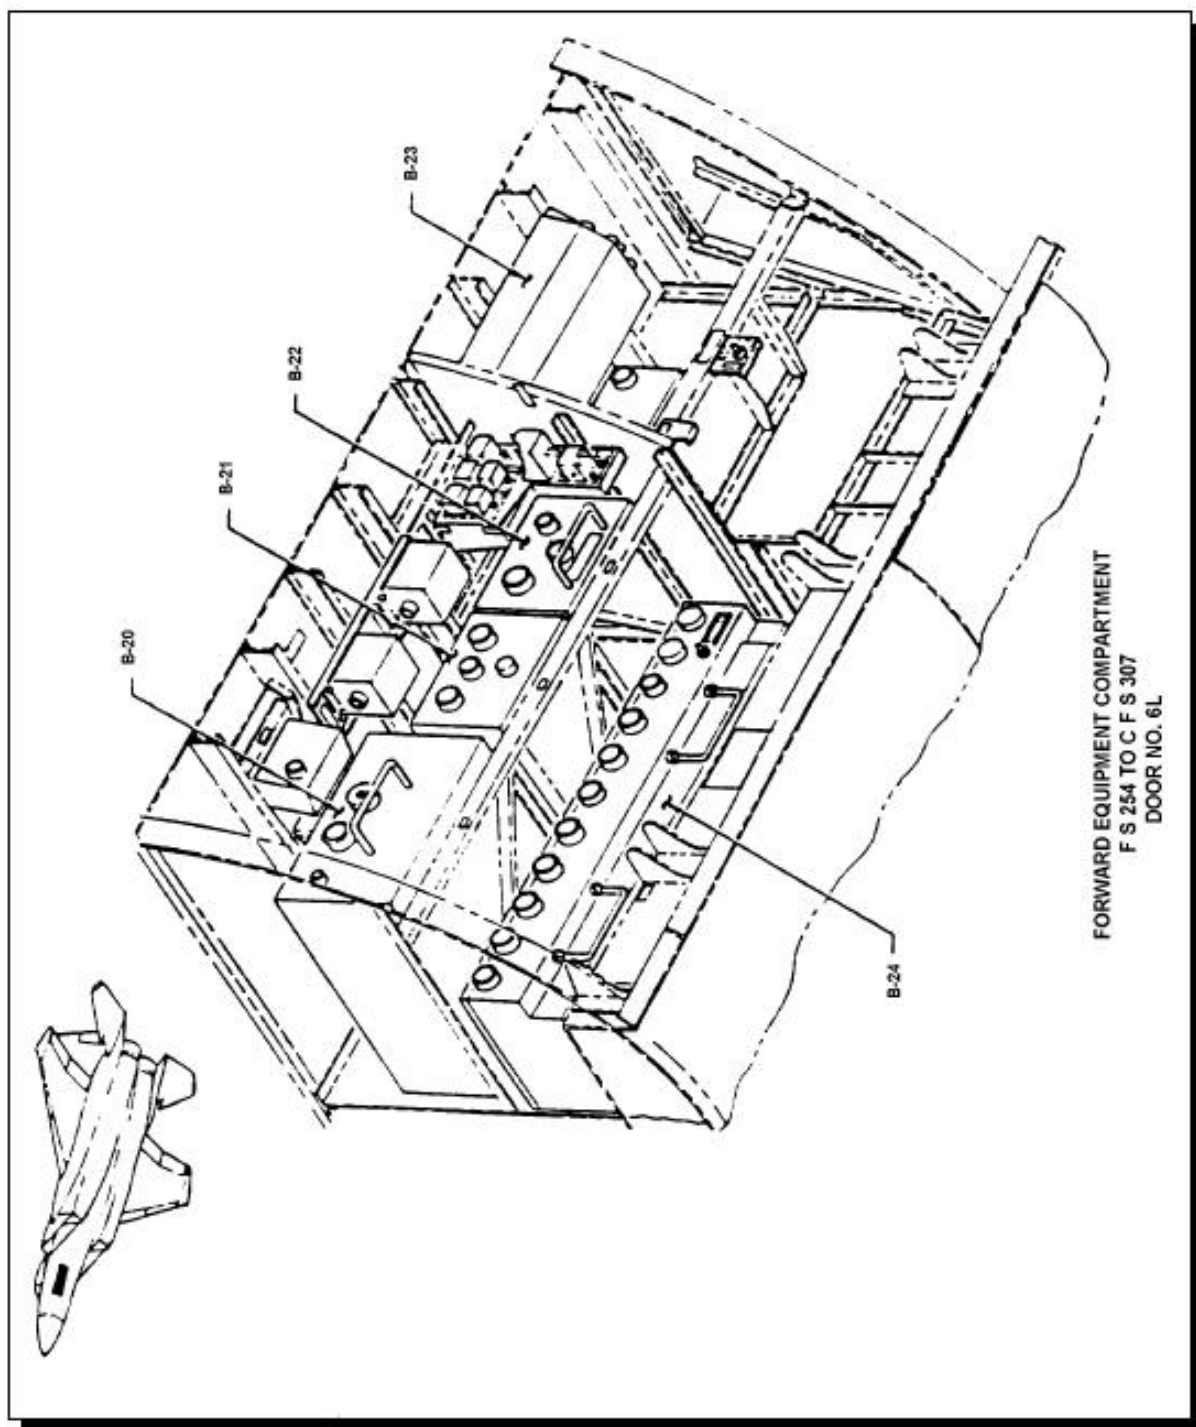 B-23
B-22
B-21
B-20
B-24
FORWARD EQUIPMENT COMPARTMENT
F S 254 TO C F S 307
DOOR NO. 6L